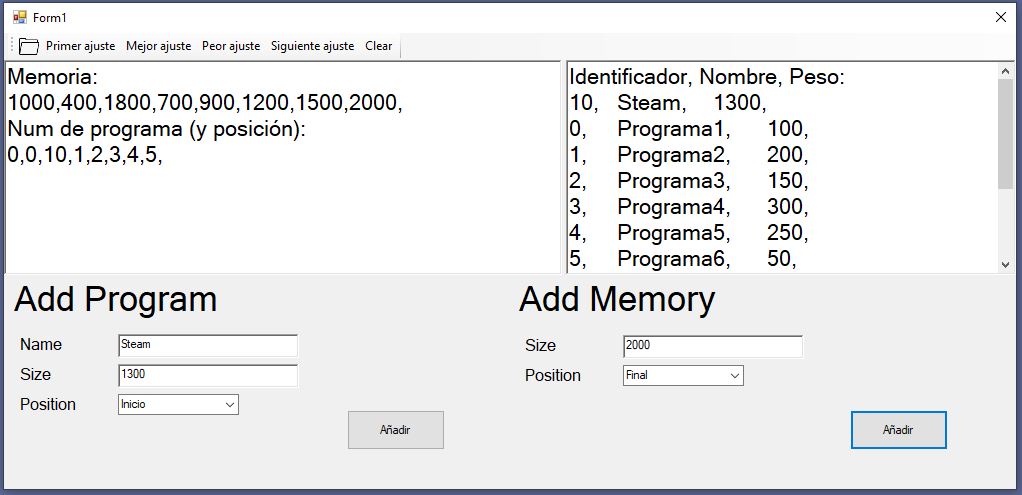 Form1
Primer ajuste Mejor ajuste Peor ajuste Siguiente ajuste Clear
Memoria:
1000,400,1800,700,900,1200,1500,2000,
Num de programa (y posición):
0,0,10,1,2,3,4,5,
Identificador, Nombre, Peso:
10, Steam, 1300,
0, Programa1, 100,
1, Programa2, 200,
2, Programa3, 150,
3, Programa4, 300,
4, Programa5, 250,
5, Programa6, 50,
Add Program
Name Steam
Size 1300
Position Inicio
Añadir
Add Memory
Size 2000
Position Final
Añadir